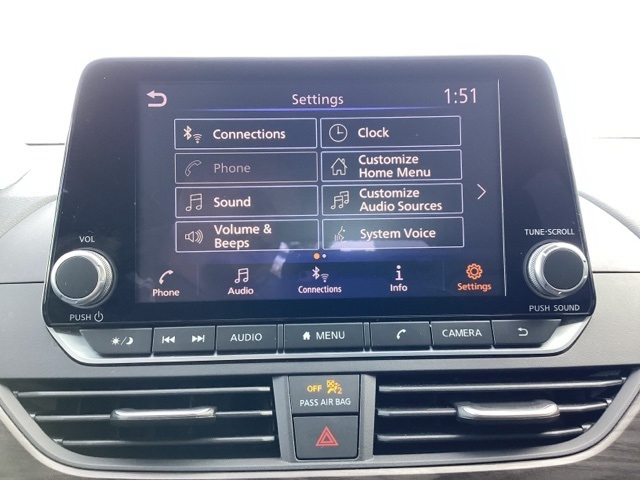 Settings
1:51
Connections
Clock
Phone
Customize
Home Menu
Sound
Customize
Audio Sources
Volume &
Beeps
System Voice
Phone
Audio
Connections
Info
Settings
VOL
PUSH
TUNE·SCROLL
PUSH SOUND
AUDIO
MENU
CAMERA
OFF
2
PASS AIR BAG